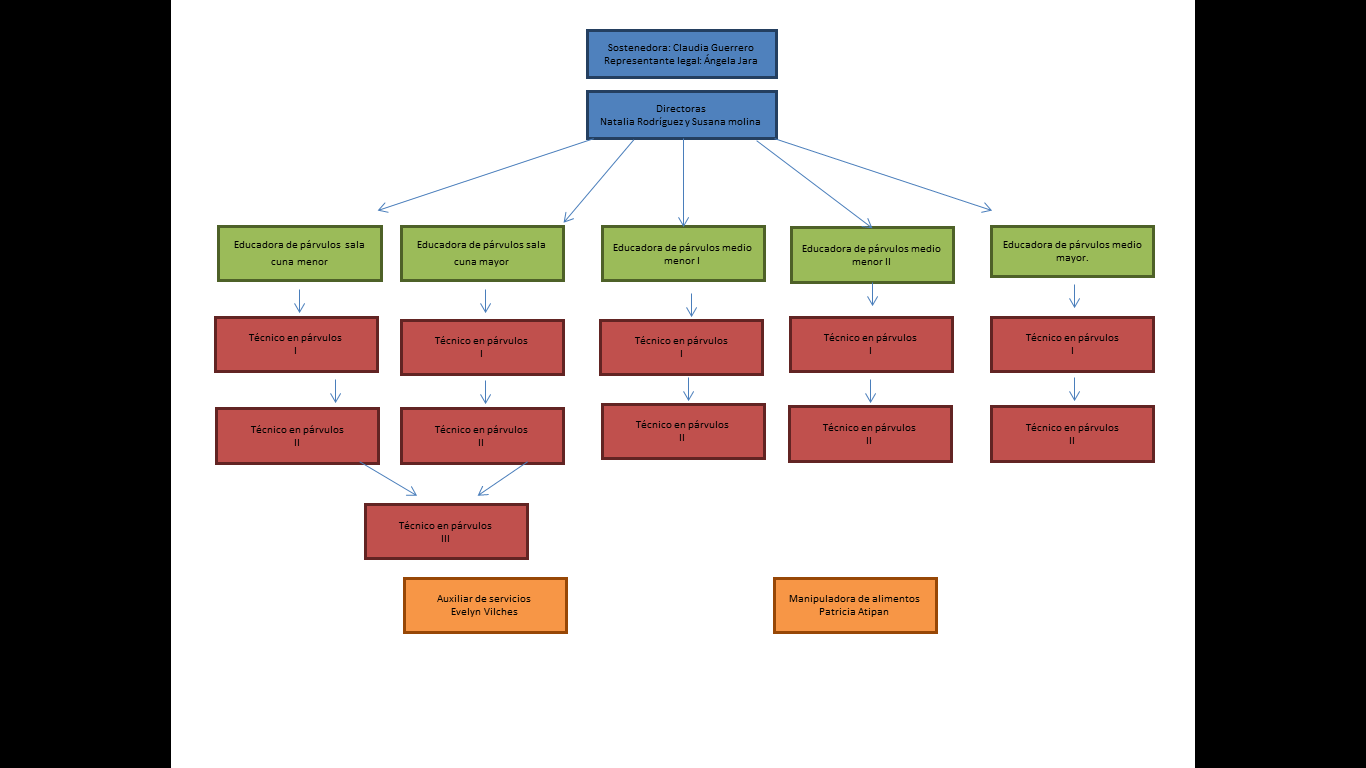 Sostenedora: Claudia Guerrero
Representante legal: Ángela Jara
Directoras
Natalia Rodríguez y Susana molina
Educadora de párvulos sala
cuna menor
Educadora de párvulos sala
cuna mayor
Educadora de párvulos medio
menor I
Educadora de párvulos medio
menor II
Educadora de párvulos medio
mayor.
Técnico en párvulos
I
Técnico en párvulos
I
Técnico en párvulos
I
Técnico en párvulos
I
Técnico en párvulos
I
Técnico en párvulos
II
Técnico en párvulos
II
Técnico en párvulos
II
Técnico en párvulos
II
Técnico en párvulos
II
Técnico en párvulos
III
Auxiliar de servicios
Evelyn Vilches
Manipuladora de alimentos
Patricia Atipan